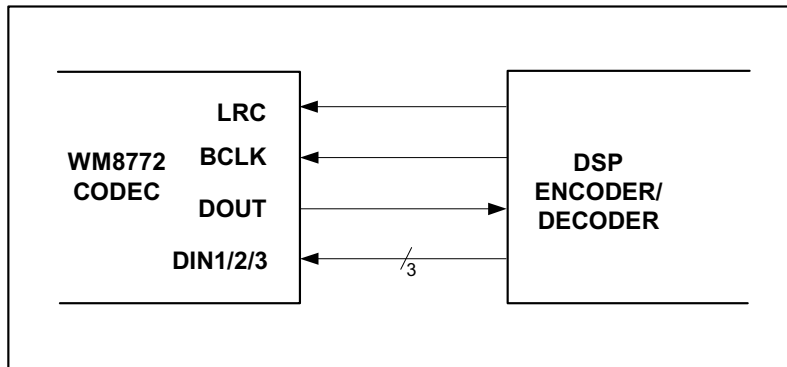 LRC
BCLK
WM8772
CODEC
DOUT
DIN1/2/3
3
DSP
ENCODER/
DECODER